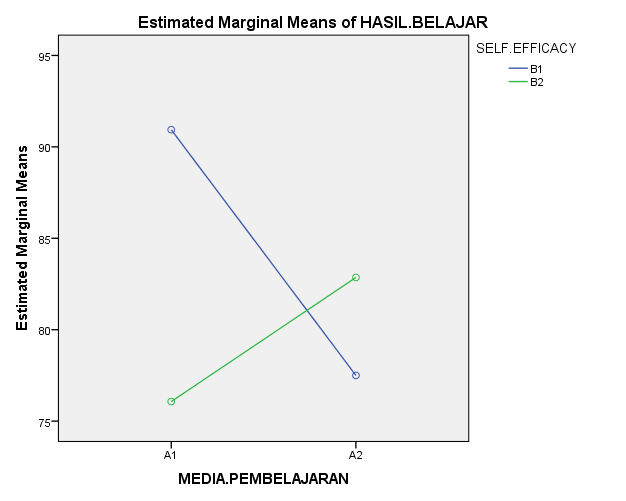 Estimated Marginal Means of HASIL.BELAJAR
SELF.EFFICACY
B1
B2
Estimated Marginal Means
95
90
85
80
75
A1 A2
MEDIA.PEMBELAJARAN